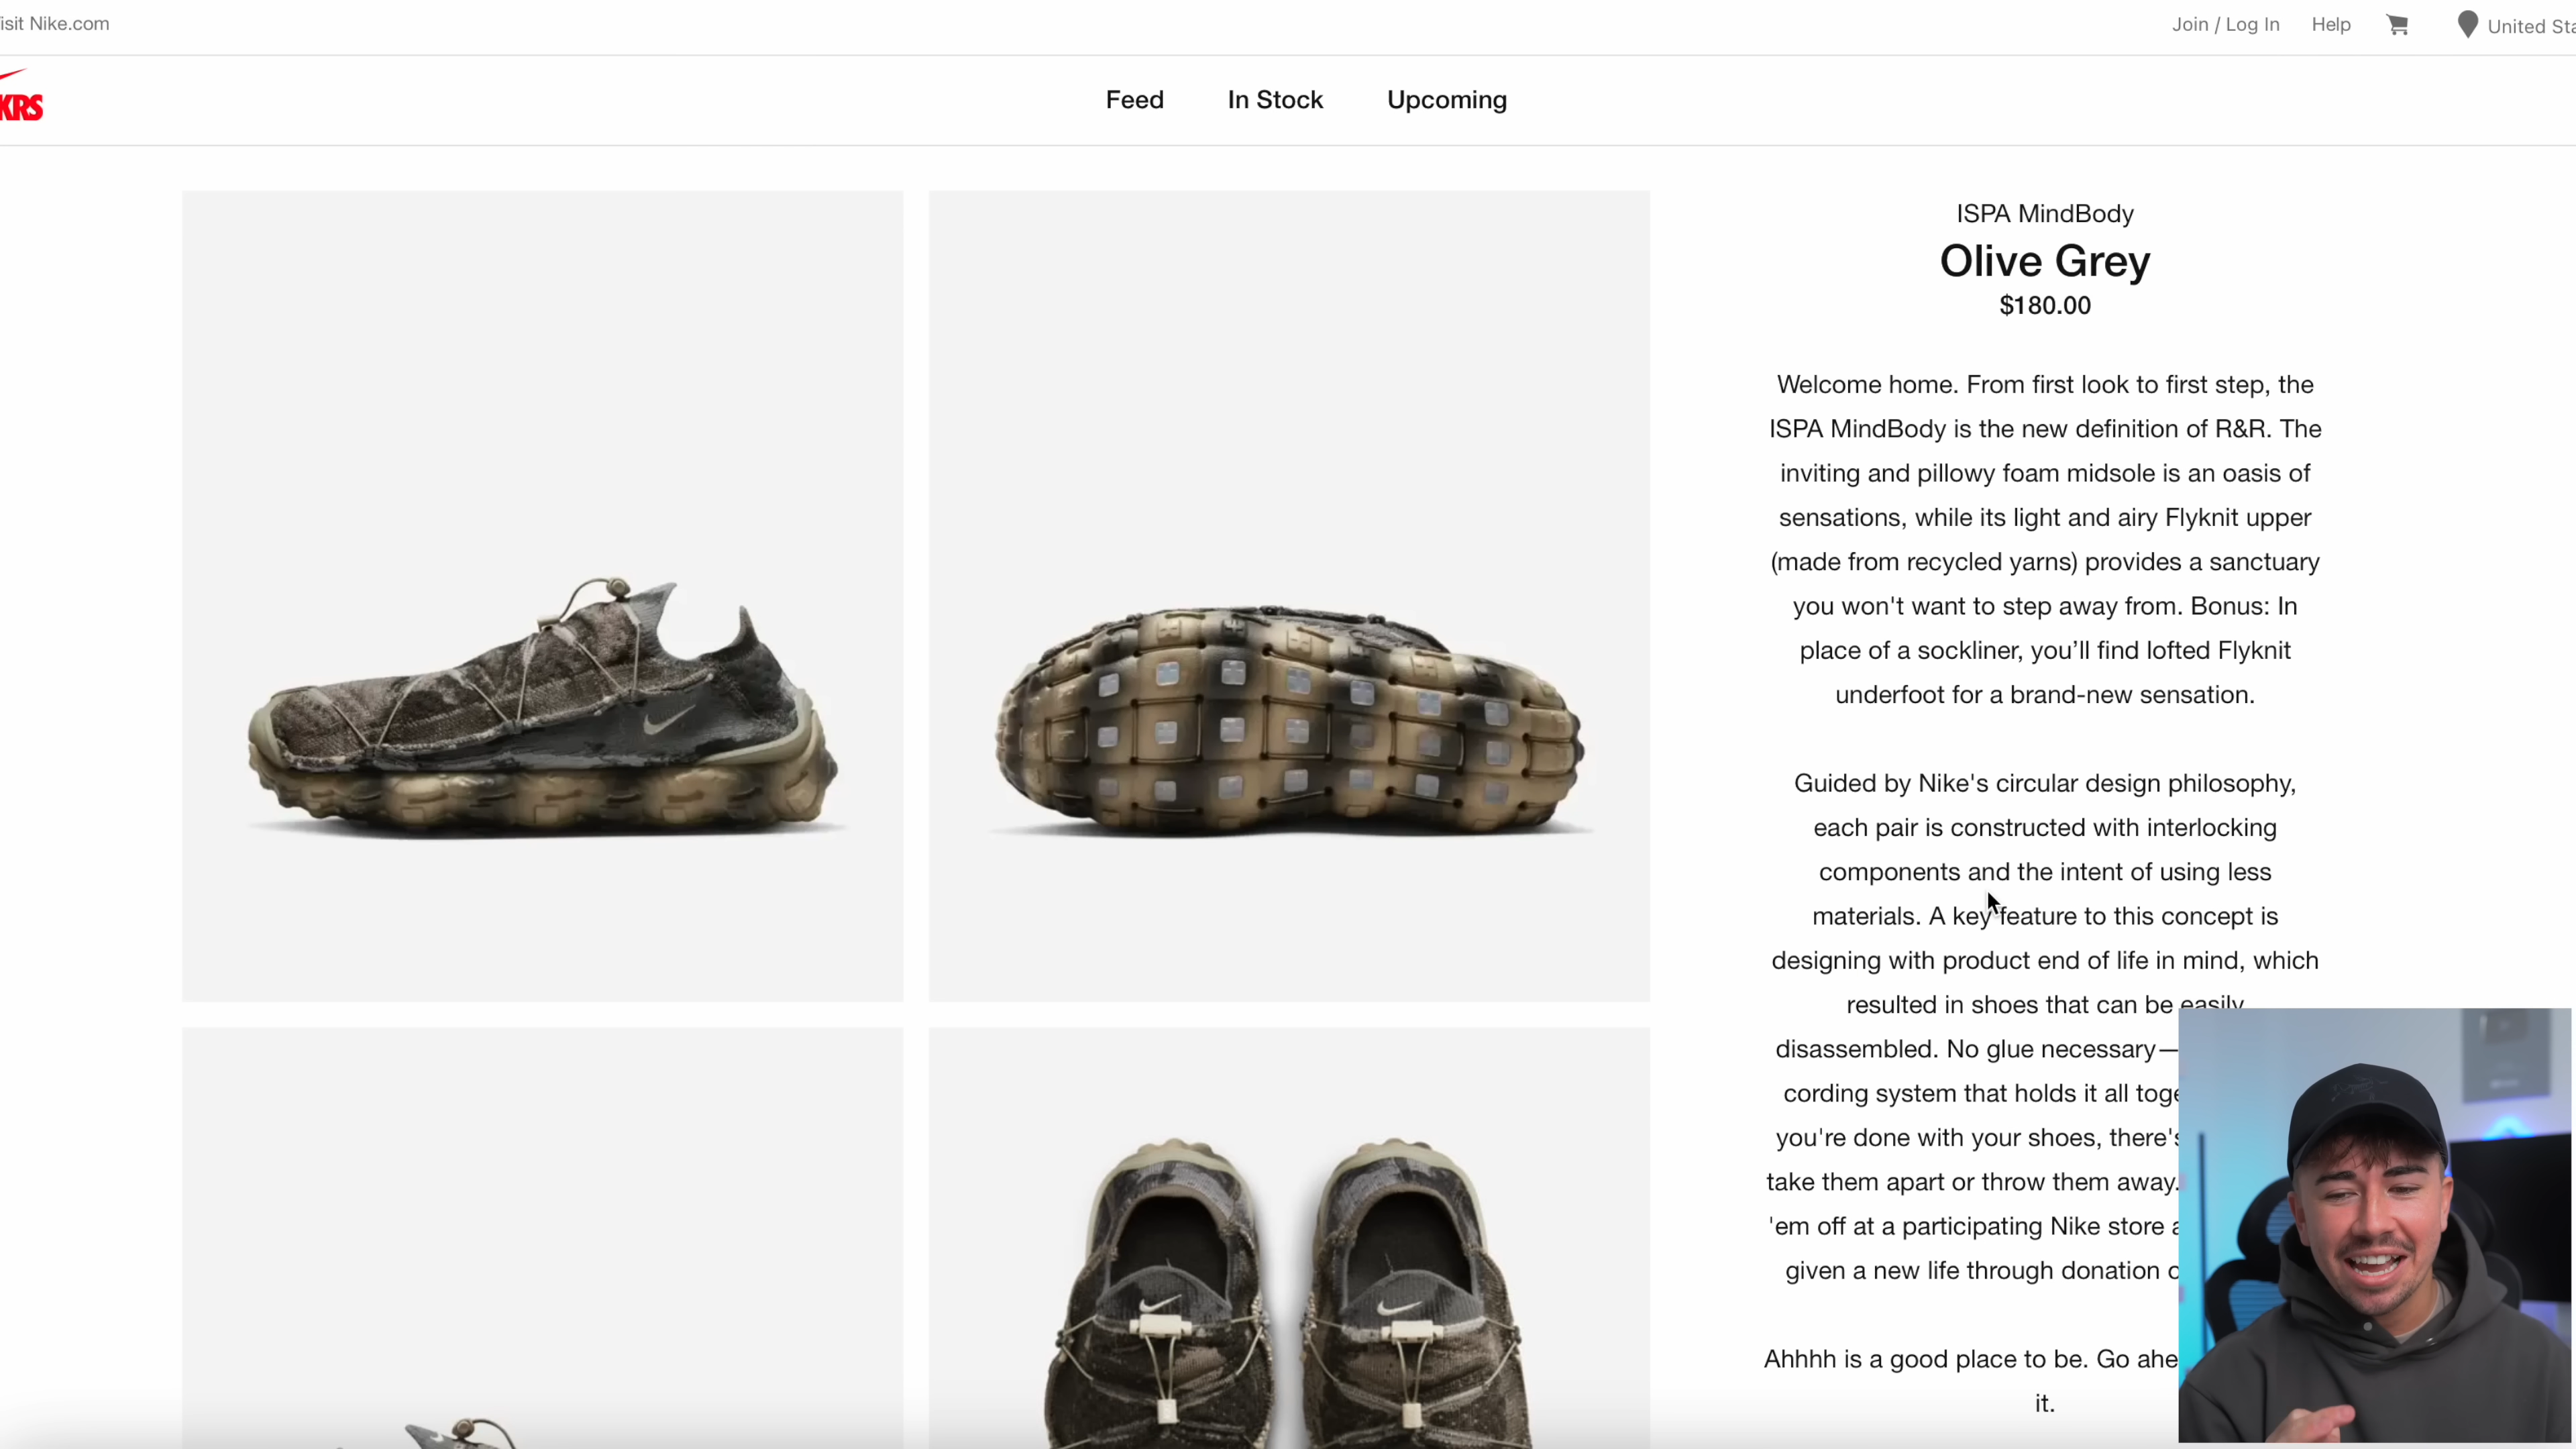 isit Nike.com
Join / Log In
Help
United Sta
KRS
Feed
In Stock
Upcoming
ISPA MindBody
Olive Grey
$180.00
Welcome home. From first look to first step, the
ISPA MindBody is the new definition of R&R. The
inviting and pillowy foam midsole is an oasis of
sensations, while its light and airy Flyknit upper
(made from recycled yarns) provides a sanctuary
you won't want to step away from. Bonus: In
place of a sockliner, you’ll find lofted Flyknit
underfoot for a brand-new sensation.
Guided by Nike's circular design philosophy,
each pair is constructed with interlocking
components and the intent of using less
materials. A key feature to this concept is
designing with product end of life in mind, which
resulted in shoes that can be easily
disassembled. No glue necessary—
cording system that holds it all toge
you're done with your shoes, there's
take them apart or throw them away.
'em off at a participating Nike store a
given a new life through donation o
Ahhhh is a good place to be. Go ahe
it.